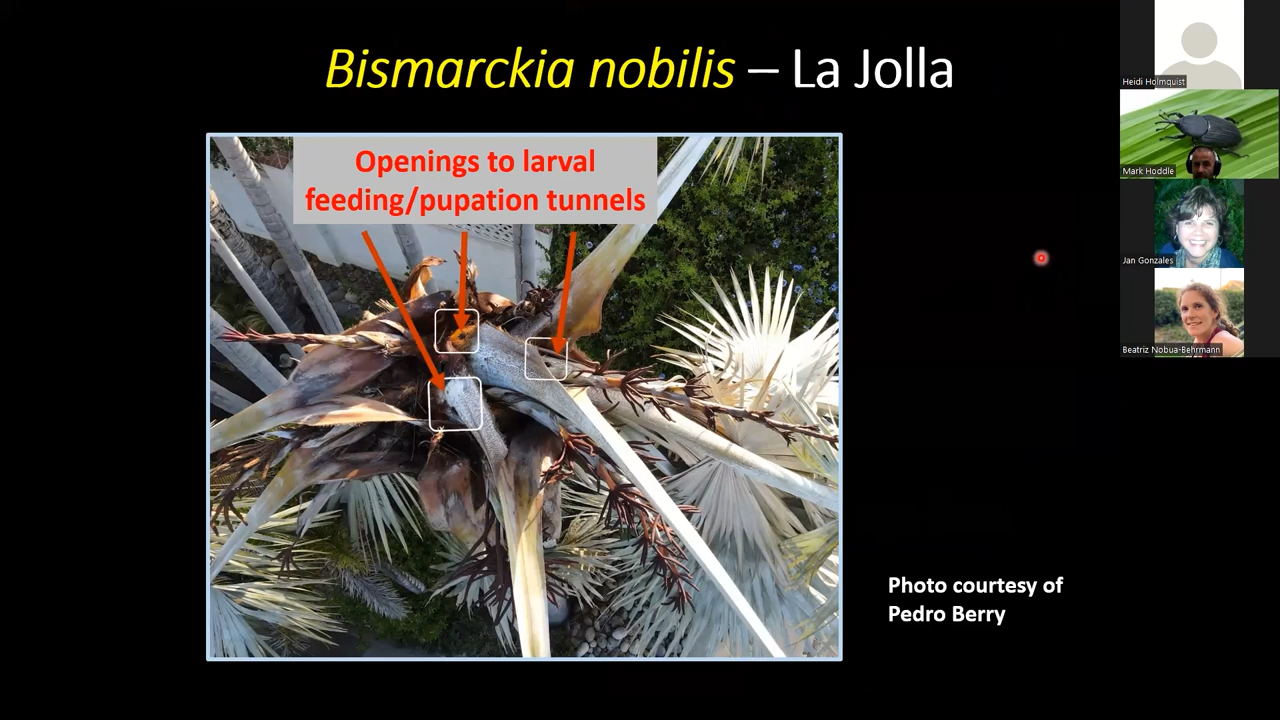 Bismarckia nobilis – La Jolla
Openings to larval
feeding/pupation tunnels
Photo courtesy of
Pedro Berry
Heidi Holmquist
Mark Hoddle
Jan Gonzales
Beatriz Nobua-Behrmann